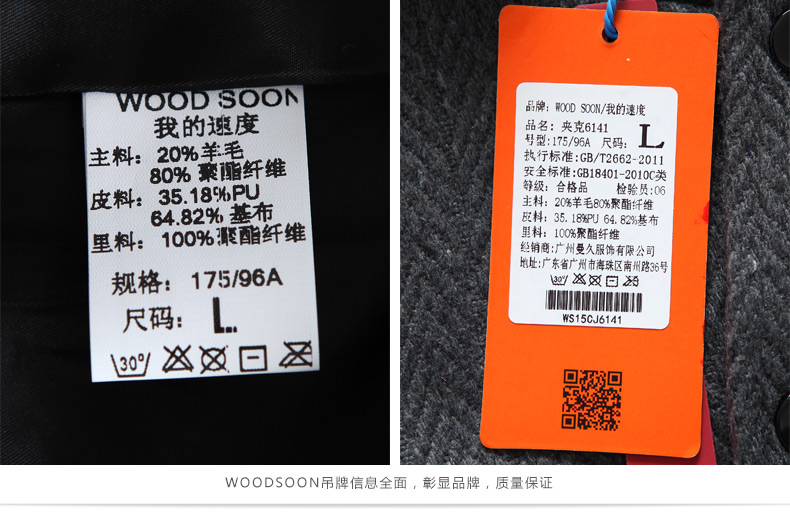 WOOD SOON
我的速度
主料：20%羊毛
80% 聚酯纤维
皮料：35.18%PU
64.82% 基布
里料：100%聚酯纤维
规格：175/96A
尺码：L
30°
品牌：WOOD SOON/我的速度
品名：夹克6141
号型:175/96A 尺码：L
执行标准:GB/T2662-2011
安全标准:GB18401-2010C类
等级：合格品 检验员:06
主料：20%羊毛80%聚酯纤维
皮料：35.18%PU 64.82%基布
里料：100%聚酯纤维
经销商:广州曼久服饰有限公司
地址:广东省广州市海珠区南州路36号
30°
WS15CJ6141
WOODSOON吊牌信息全面，彰显品牌，质量保证